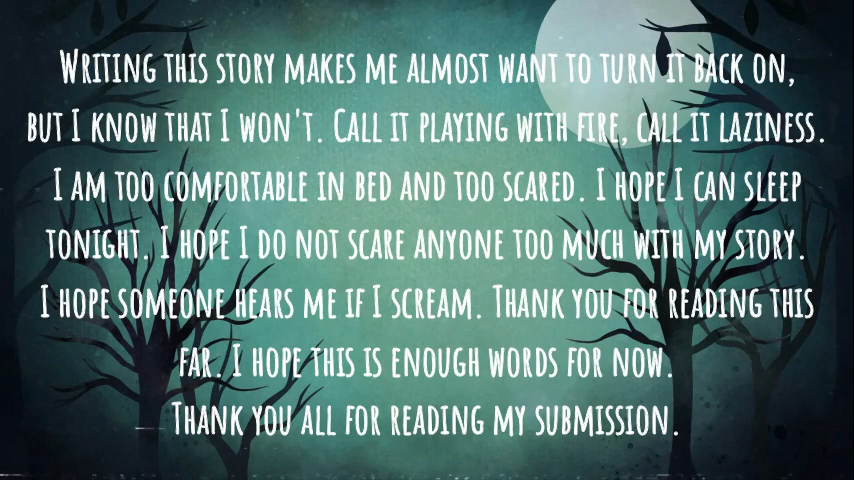 Writing this story makes me almost want to turn it back on,
but I know that I won't. Call it playing with fire, call it laziness.
I am too comfortable in bed and too scared. I hope I can sleep
tonight. I hope I do not scare anyone too much with my story.
I hope someone hears me if I scream. Thank you for reading this
far. I hope this is enough words for now.
Thank you all for reading my submission.